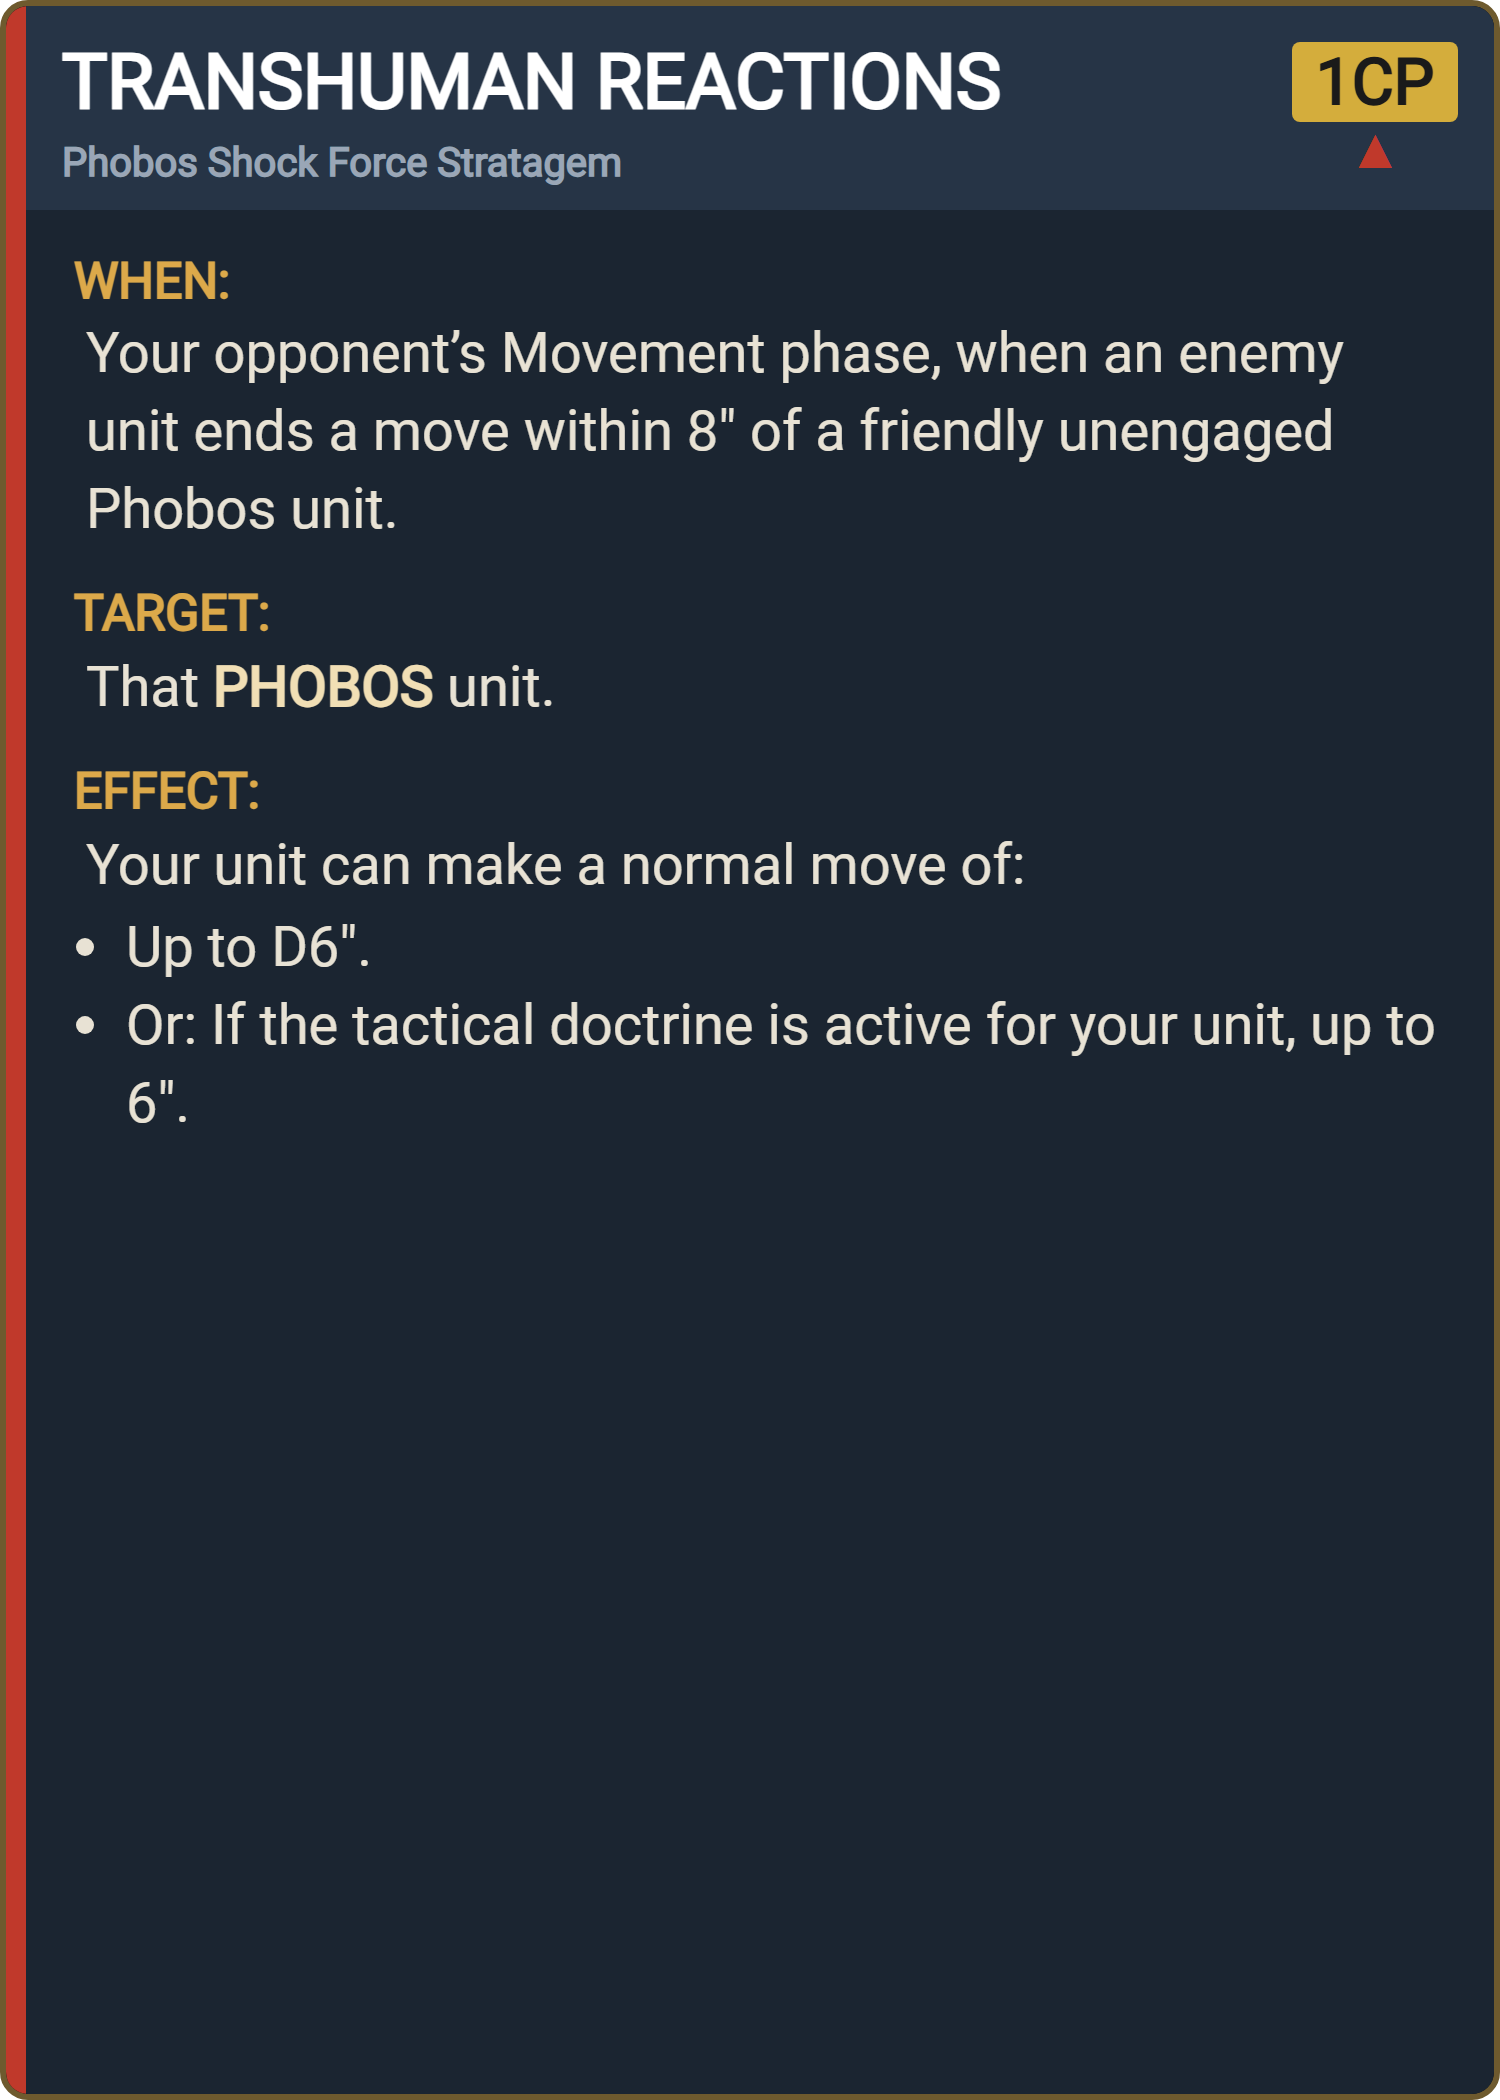 TRANSHUMAN REACTIONS
1CP
Phobos Shock Force Stratagem
WHEN:
Your opponent’s Movement phase, when an enemy
unit ends a move within 8" of a friendly unengaged
Phobos unit.
TARGET:
That PHOBOS unit.
EFFECT:
Your unit can make a normal move of:
• Up to D6".
• Or: If the tactical doctrine is active for your unit, up to
6".